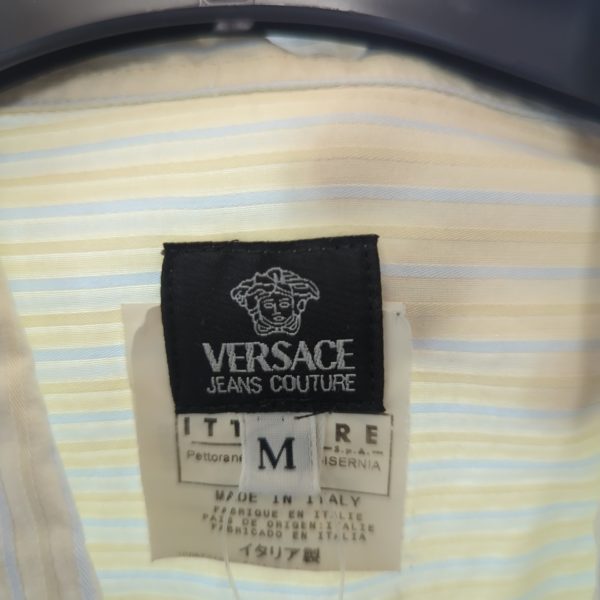 VERSACE
JEANS COUTURE
M
ITT RE
S.p.A.
Pettorane ISERNIA
MADE IN ITALY
FABRIQUE EN ITALIE
PAIS DE ORIGEN: ITALIA
FABRICADO EN ITALIA
イタリア製